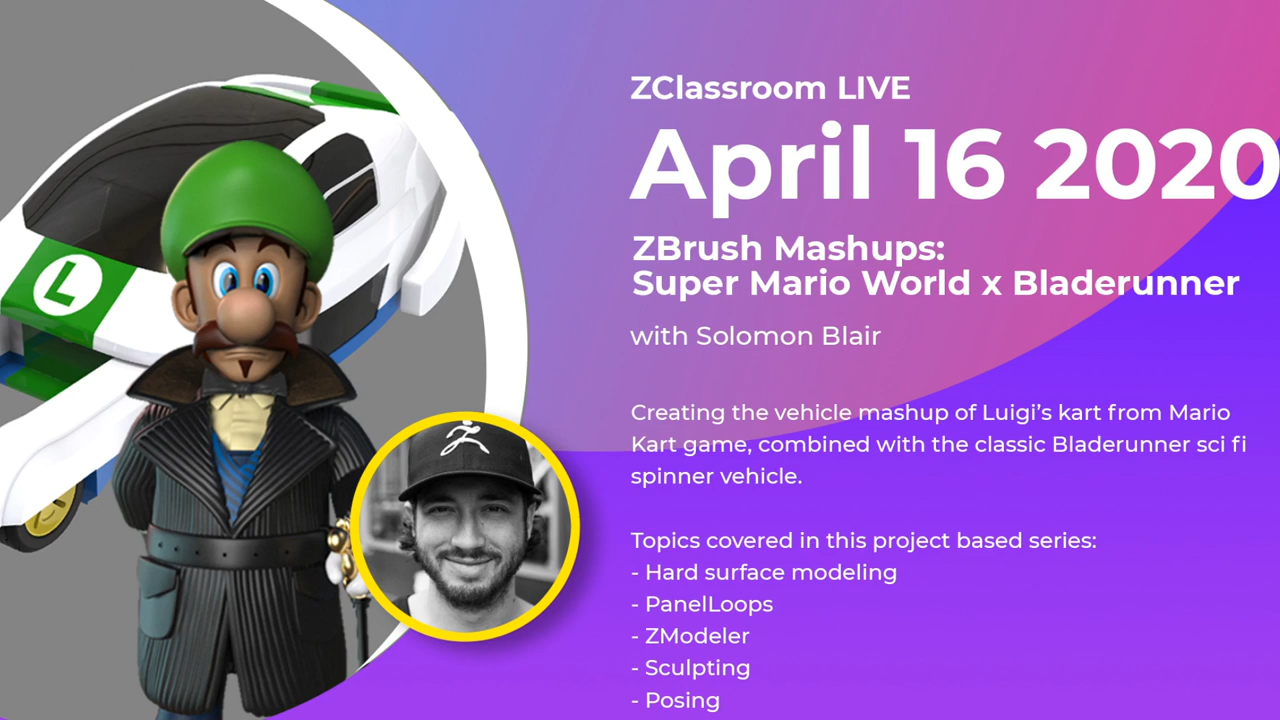 ZClassroom LIVE
April 16 2020
ZBrush Mashups:
Super Mario World x Bladerunner
with Solomon Blair
Creating the vehicle mashup of Luigi’s kart from Mario
Kart game, combined with the classic Bladerunner sci fi
spinner vehicle.
Topics covered in this project based series:
- Hard surface modeling
- PanelLoops
- ZModeler
- Sculpting
- Posing
L